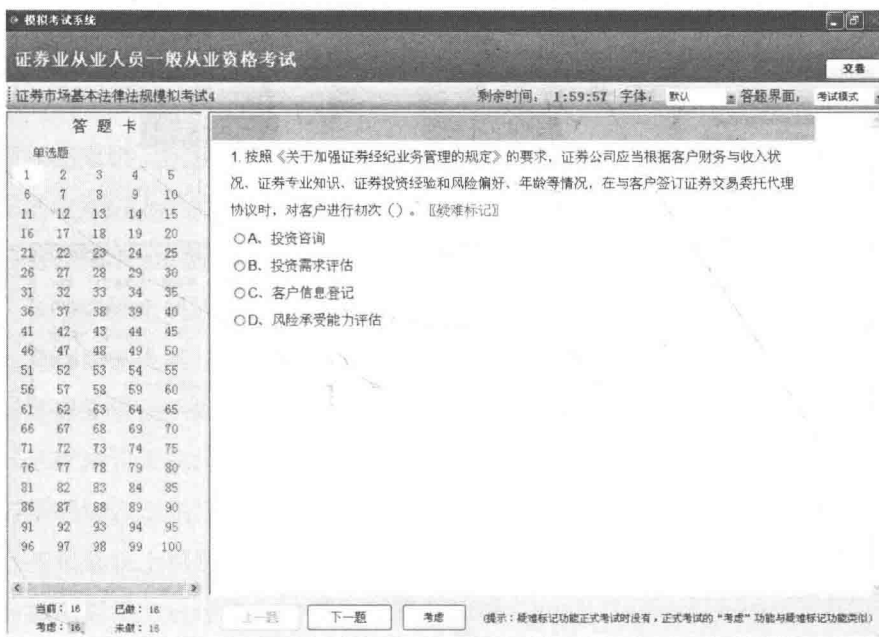 模拟考试系统
证券业从业人员一般从业资格考试
交卷
证券市场基本法律法规模拟考试4 剩余时间：1:59:57 字体：默认 答题界面：考试模式
答题卡
单选题
1 2 3 4 5
6 7 8 9 10
11 12 13 14 15
16 17 18 19 20
21 22 23 24 25
26 27 28 29 30
31 32 33 34 35
36 37 38 39 40
41 42 43 44 45
46 47 48 49 50
51 52 53 54 55
56 57 58 59 60
61 62 63 64 65
66 67 68 69 70
71 72 73 74 75
76 77 78 79 80
81 82 83 84 85
86 87 88 89 90
91 92 93 94 95
96 97 98 99 100
当前：16 已做：16
考虑：16 未做：16
1. 按照《关于加强证券经纪业务管理的规定》的要求，证券公司应当根据客户财务与收入状
况、证券专业知识、证券投资经验和风险偏好、年龄等情况，在与客户签订证券交易委托代理
协议时，对客户进行初次（）。〖疑难标记〗
○A、投资咨询
○B、投资需求评估
○C、客户信息登记
○D、风险承受能力评估
上一题 下一题 考虑 (提示：疑难标记功能正式考试时没有，正式考试的“考虑”功能与疑难标记功能类似)